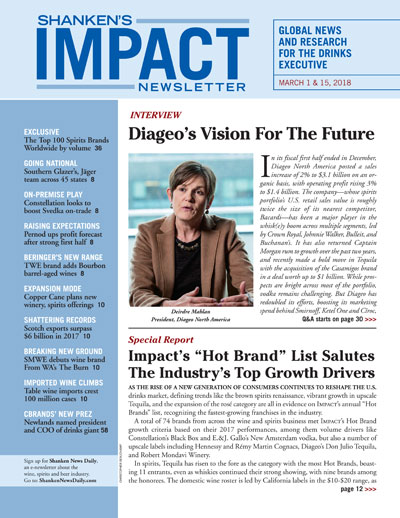 SHANKEN'S
IMPACT
NEWSLETTER
GLOBAL NEWS
AND RESEARCH
FOR THE DRINKS
EXECUTIVE
MARCH 1 & 15, 2018
EXCLUSIVE
The Top 100 Spirits Brands
Worldwide by volume 36
GOING NATIONAL
Southern Glazer's, Jäger
team across 45 states 8
ON-PREMISE PLAY
Constellation looks to
boost Svedka on-trade 8
RAISING EXPECTATIONS
Pernod ups profit forecast
after strong first half 8
BERINGER'S NEW RANGE
TWE brand adds Bourbon
barrel-aged wines 8
EXPANSION MODE
Copper Cane plans new
winery, spirits offerings 10
SHATTERING RECORDS
Scotch exports surpass
$6 billion in 2017 10
BREAKING NEW GROUND
SMWE debuts wine brand
From WA's The Burn 10
IMPORTED WINE CLIMBS
Table wine imports crest
100 million cases 10
CBRANDS' NEW PREZ
Newlands named president
and COO of drinks giant 58
Sign up for Shanken News Daily,
an e-newsletter about the
wine, spirits and beer industry.
Go to: ShankenNewsDaily.com
INTERVIEW
Diageo's Vision For The Future
Deirdre Mahlan
President, Diageo North America
In its fiscal first half ended in December,
Diageo North America posted a sales
increase of 2% to $3.1 billion on an or-
ganic basis, with operating profit rising 3%
to $1.4 billion. The company—whose spirits
portfolio's U.S. retail sales value is roughly
twice the size of its nearest competitor,
Bacardi—has been a major player in the
whisk(e)y boom across multiple segments, led
by Crown Royal, Johnnie Walker, Bulleit, and
Buchanan's. It has also returned Captain
Morgan rum to growth over the past two years,
and recently made a bold move in Tequila
with the acquisition of the Casamigos brand
in a deal worth up to $1 billion. While pros-
pects are bright across most of the portfolio,
vodka remains challenging. But Diageo has
redoubled its efforts, boosting its marketing
spend behind Smirnoff, Ketel One and Cîroc,
Q&A starts on page 30 >>>
Special Report
Impact's “Hot Brand” List Salutes
The Industry's Top Growth Drivers
AS THE RISE OF A NEW GENERATION OF CONSUMERS CONTINUES TO RESHAPE THE U.S.
drinks market, defining trends like the brown spirits renaissance, vibrant growth in upscale
Tequila, and the expansion of the rosé category are all in evidence on IMPACT's annual “Hot
Brands” list, recognizing the fastest-growing franchises in the industry.
A total of 74 brands from across the wine and spirits business met IMPACT's Hot Brand
growth criteria based on their 2017 performances, among them volume drivers like
Constellation's Black Box and E.&J. Gallo's New Amsterdam vodka, but also a number of
upscale labels including Hennessy and Rémy Martin Cognacs, Diageo's Don Julio Tequila,
and Robert Mondavi Winery.
In spirits, Tequila has risen to the fore as the category with the most Hot Brands, boast-
ing 11 entrants, even as whiskies continued their strong showing, with nine brands among
the honorees. The domestic wine roster is led by California labels in the $10-$20 range, as
page 12 >>>